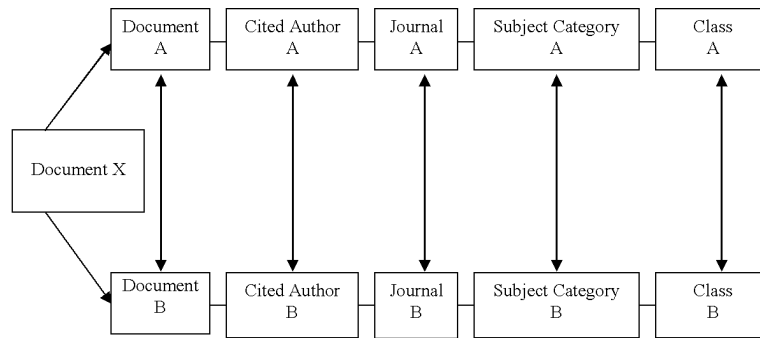 Document
A
Cited Author
A
Journal
A
Subject Category
A
Class
A
Document X
Document
B
Cited Author
B
Journal
B
Subject Category
B
Class
B